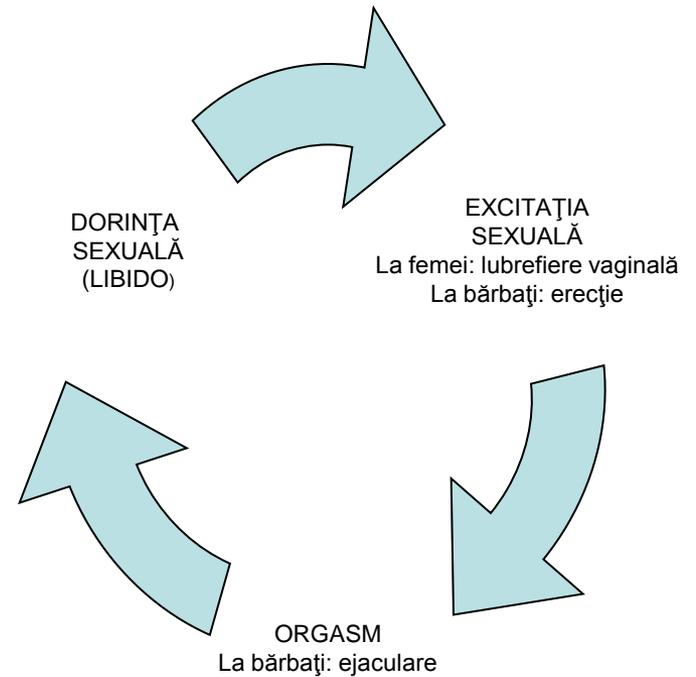 DORINŢA
SEXUALĂ
(LIBIDO)
EXCITAŢIA
SEXUALĂ
La femei: lubrefiere vaginală
La bărbaţi: erecţie
ORGASM
La bărbaţi: ejaculare